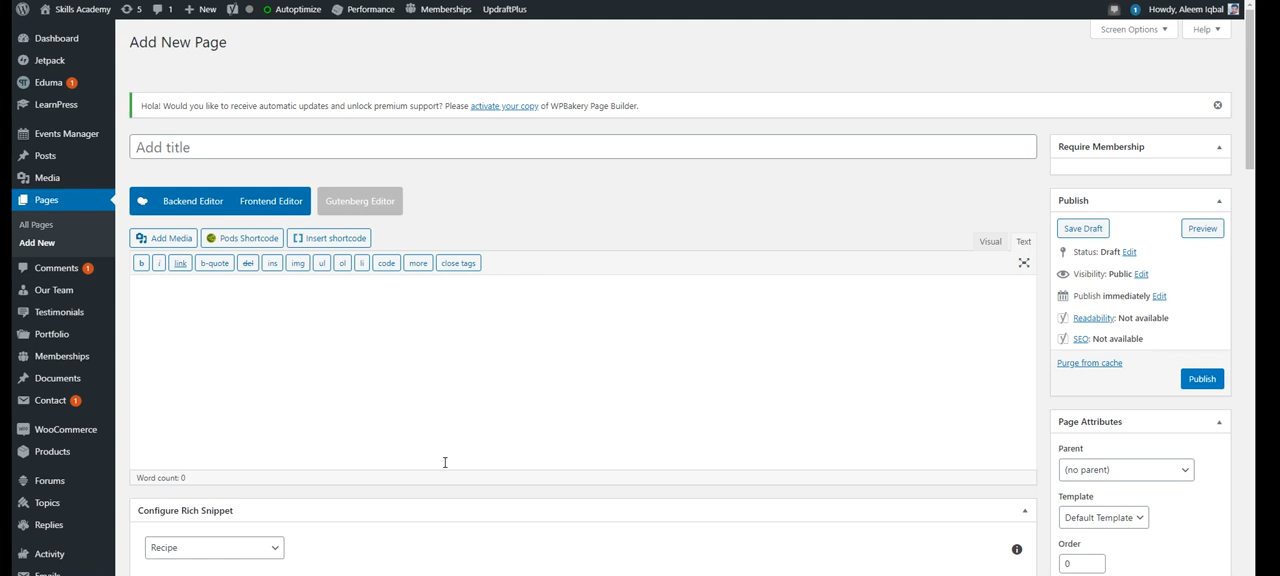 Skills Academy 5 1 New Autoptimize Performance Memberships UpdraftPlus 1 Howdy, Aleem Iqbal
Screen Options Help
Dashboard
Jetpack
Eduma 1
LearnPress
Events Manager
Posts
Media
Pages
All Pages
Add New
Comments 1
Our Team
Testimonials
Portfolio
Memberships
Documents
Contact 1
WooCommerce
Products
Forums
Topics
Replies
Activity
Emails
Add New Page
Hola! Would you like to receive automatic updates and unlock premium support? Please activate your copy of WPBakery Page Builder.
Add title
Backend Editor Frontend Editor Gutenberg Editor
Add Media Pods Shortcode [ ] Insert shortcode
Visual Text
b i link b-quote del ins img ul ol li code more close tags
Word count: 0
Configure Rich Snippet
Recipe
Require Membership
Publish
Save Draft Preview
Status: Draft Edit
Visibility: Public Edit
Publish immediately Edit
Readability: Not available
SEO: Not available
Purge from cache
Publish
Page Attributes
Parent
(no parent)
Template
Default Template
Order
0